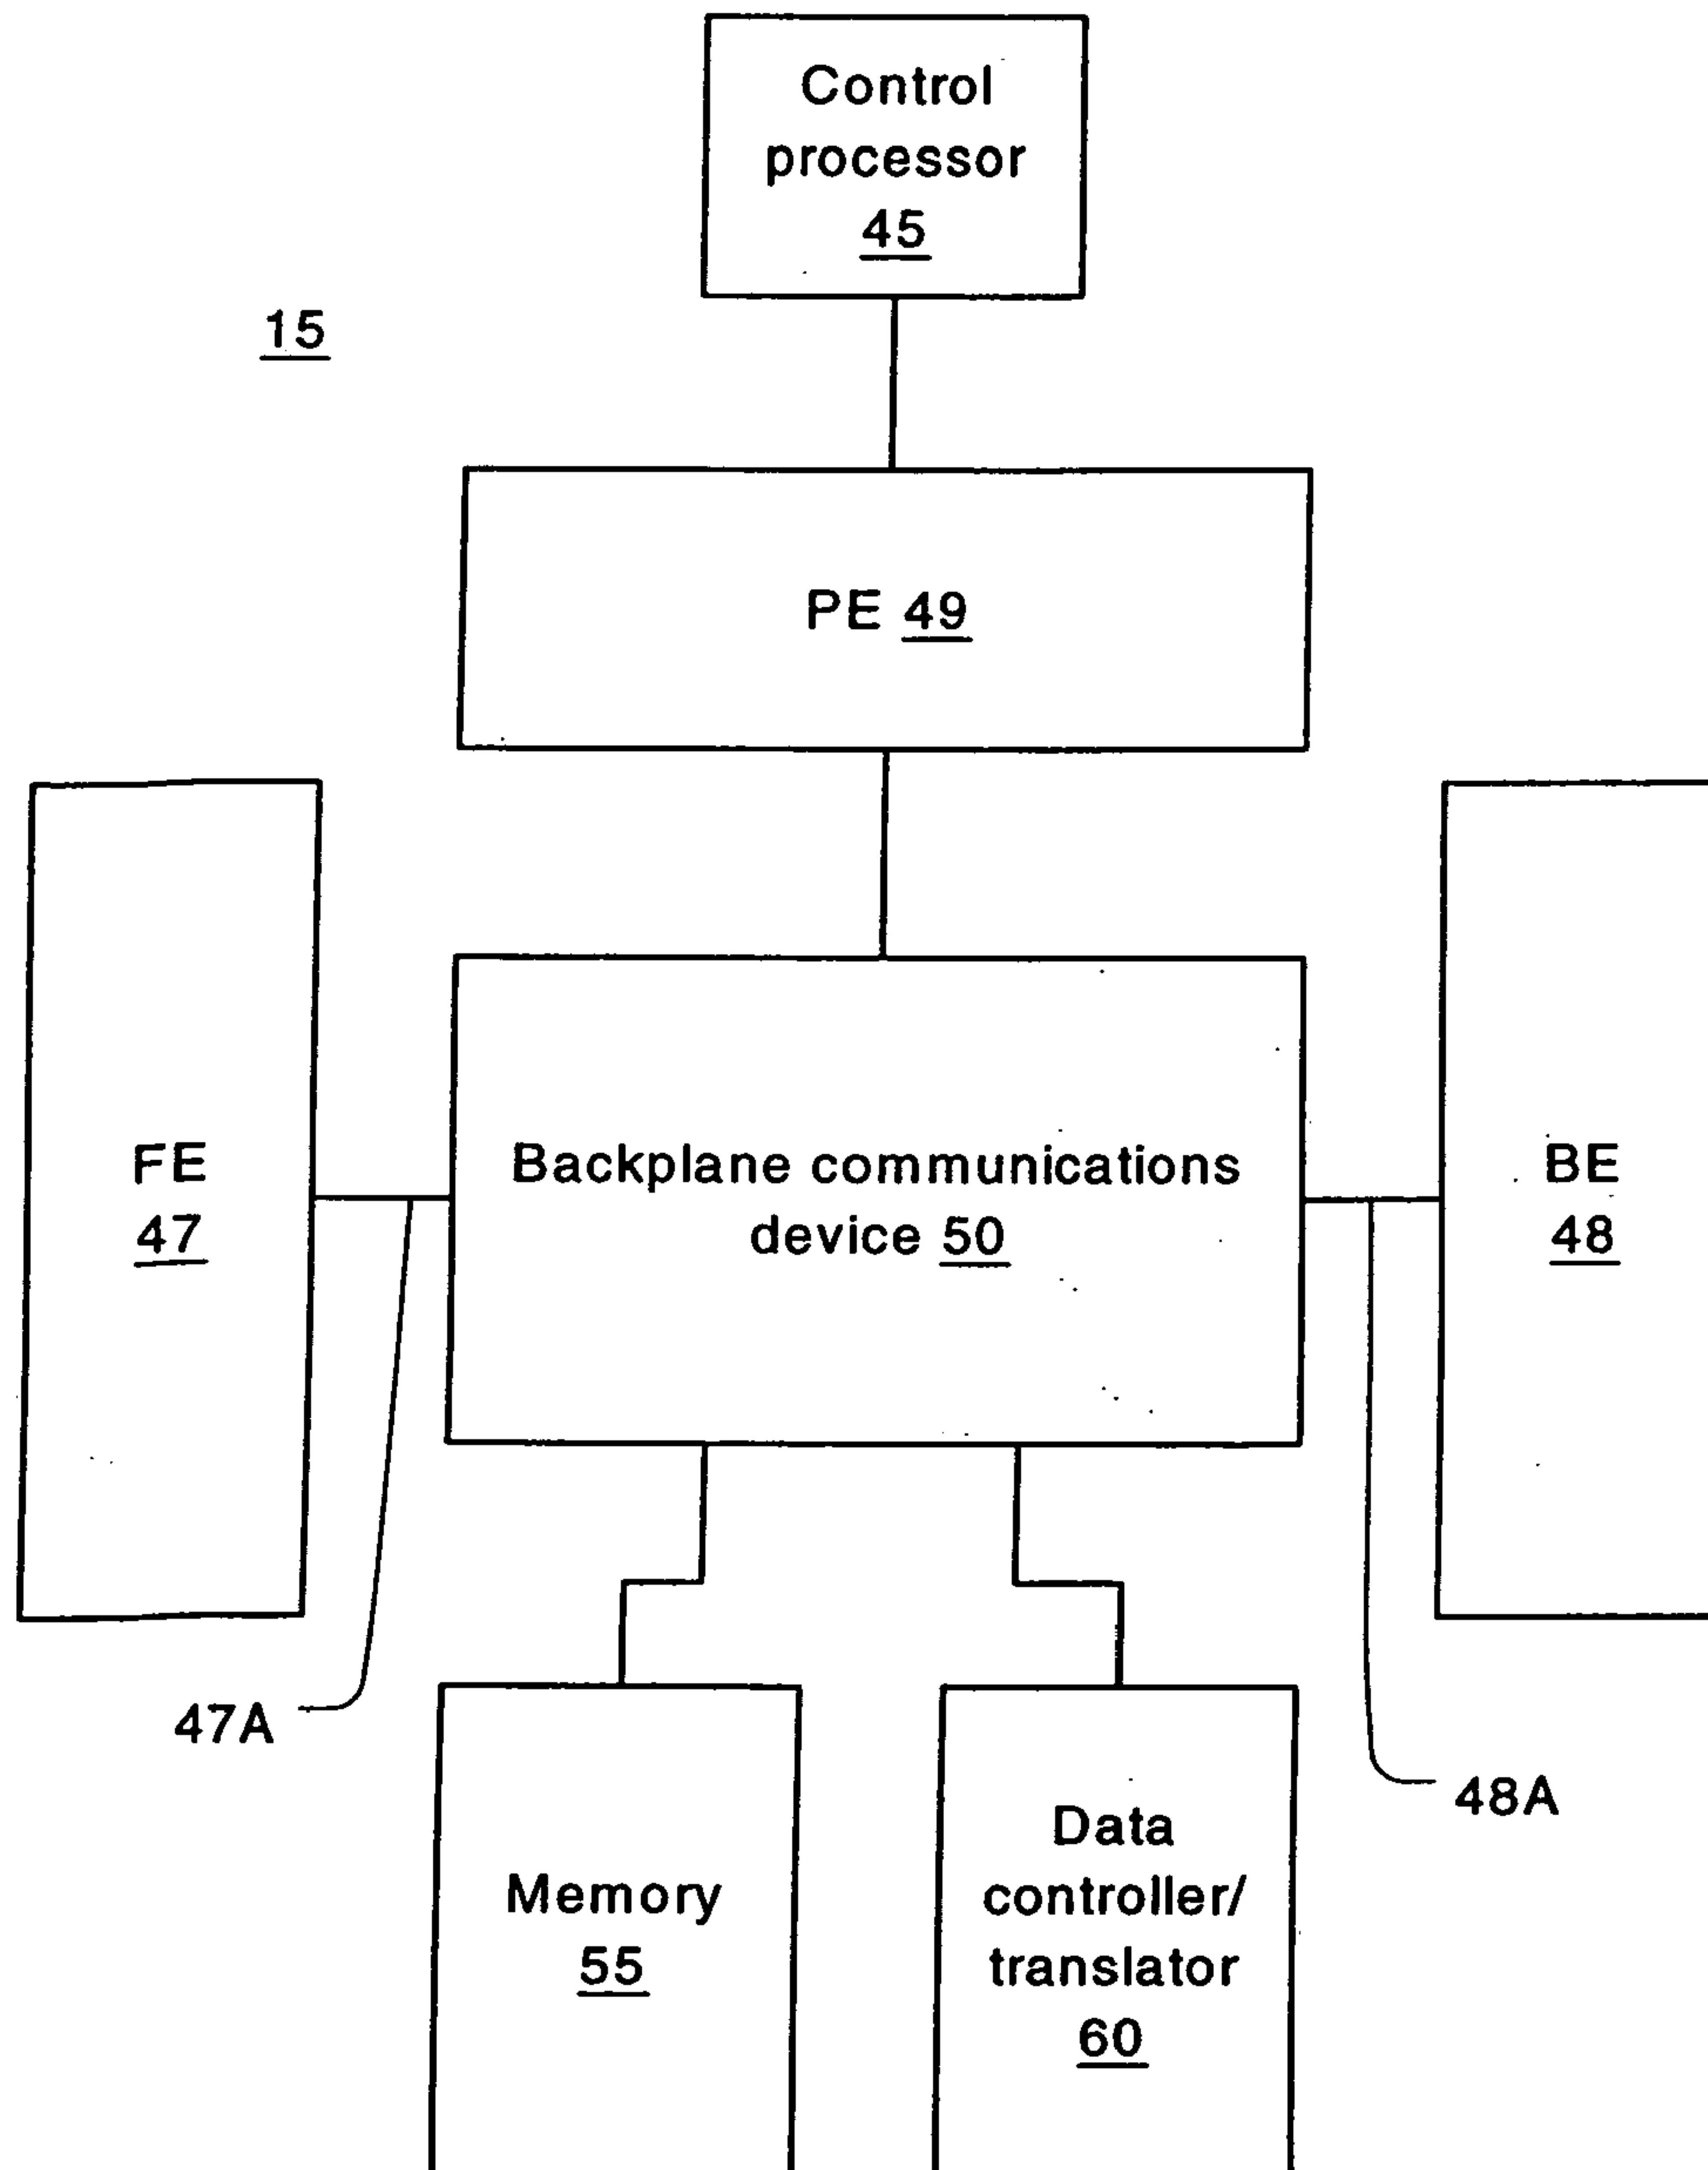 Control
processor
45
15
PE 49
FE
47
Backplane communications
device 50
BE
48
47A
48A
Memory
55
Data
controller/
translator
60